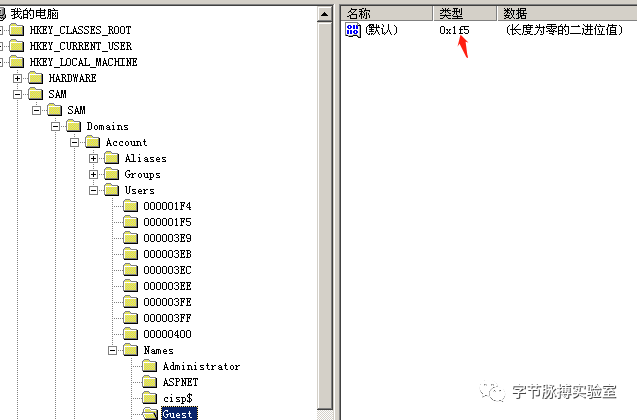 我的电脑
HKEY_CLASSES_ROOT
HKEY_CURRENT_USER
HKEY_LOCAL_MACHINE
HARDWARE
SAM
SAM
Domains
Account
Aliases
Groups
Users
000001F4
000001F5
000003E9
000003EB
000003EC
000003EE
000003FE
000003FF
00000400
Names
Administrator
ASPNET
cisp$
Guest
名称 类型 数据
(默认) 0x1f5 (长度为零的二进位值)
字节脉搏实验室